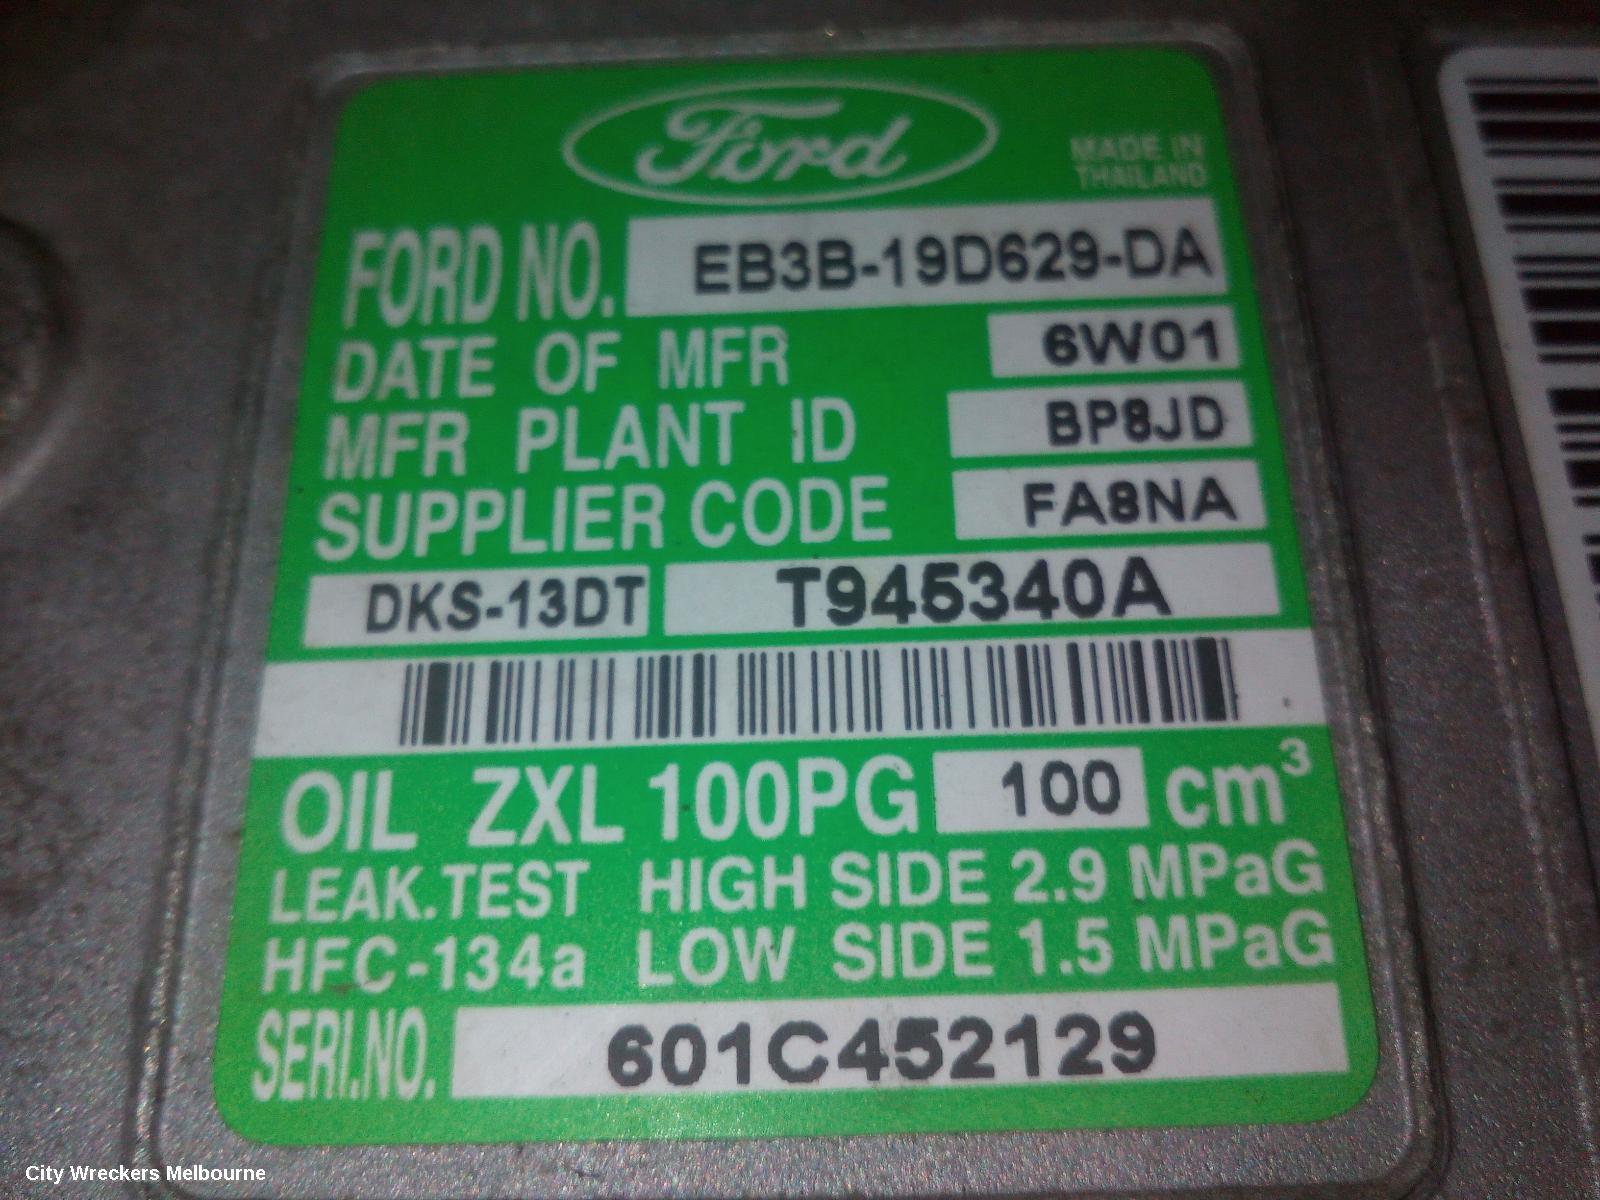 Ford
MADE IN
THAILAND
FORD NO. EB3B-19D629-DA
DATE OF MFR 6W01
MFR PLANT ID BP8JD
SUPPLIER CODE FA8NA
DKS-13DT T945340A
OIL ZXL 100PG 100 cm³
LEAK.TEST HIGH SIDE 2.9 MPaG
HFC-134a LOW SIDE 1.5 MPaG
SERI.NO. 601C452129
City Wreckers Melbourne